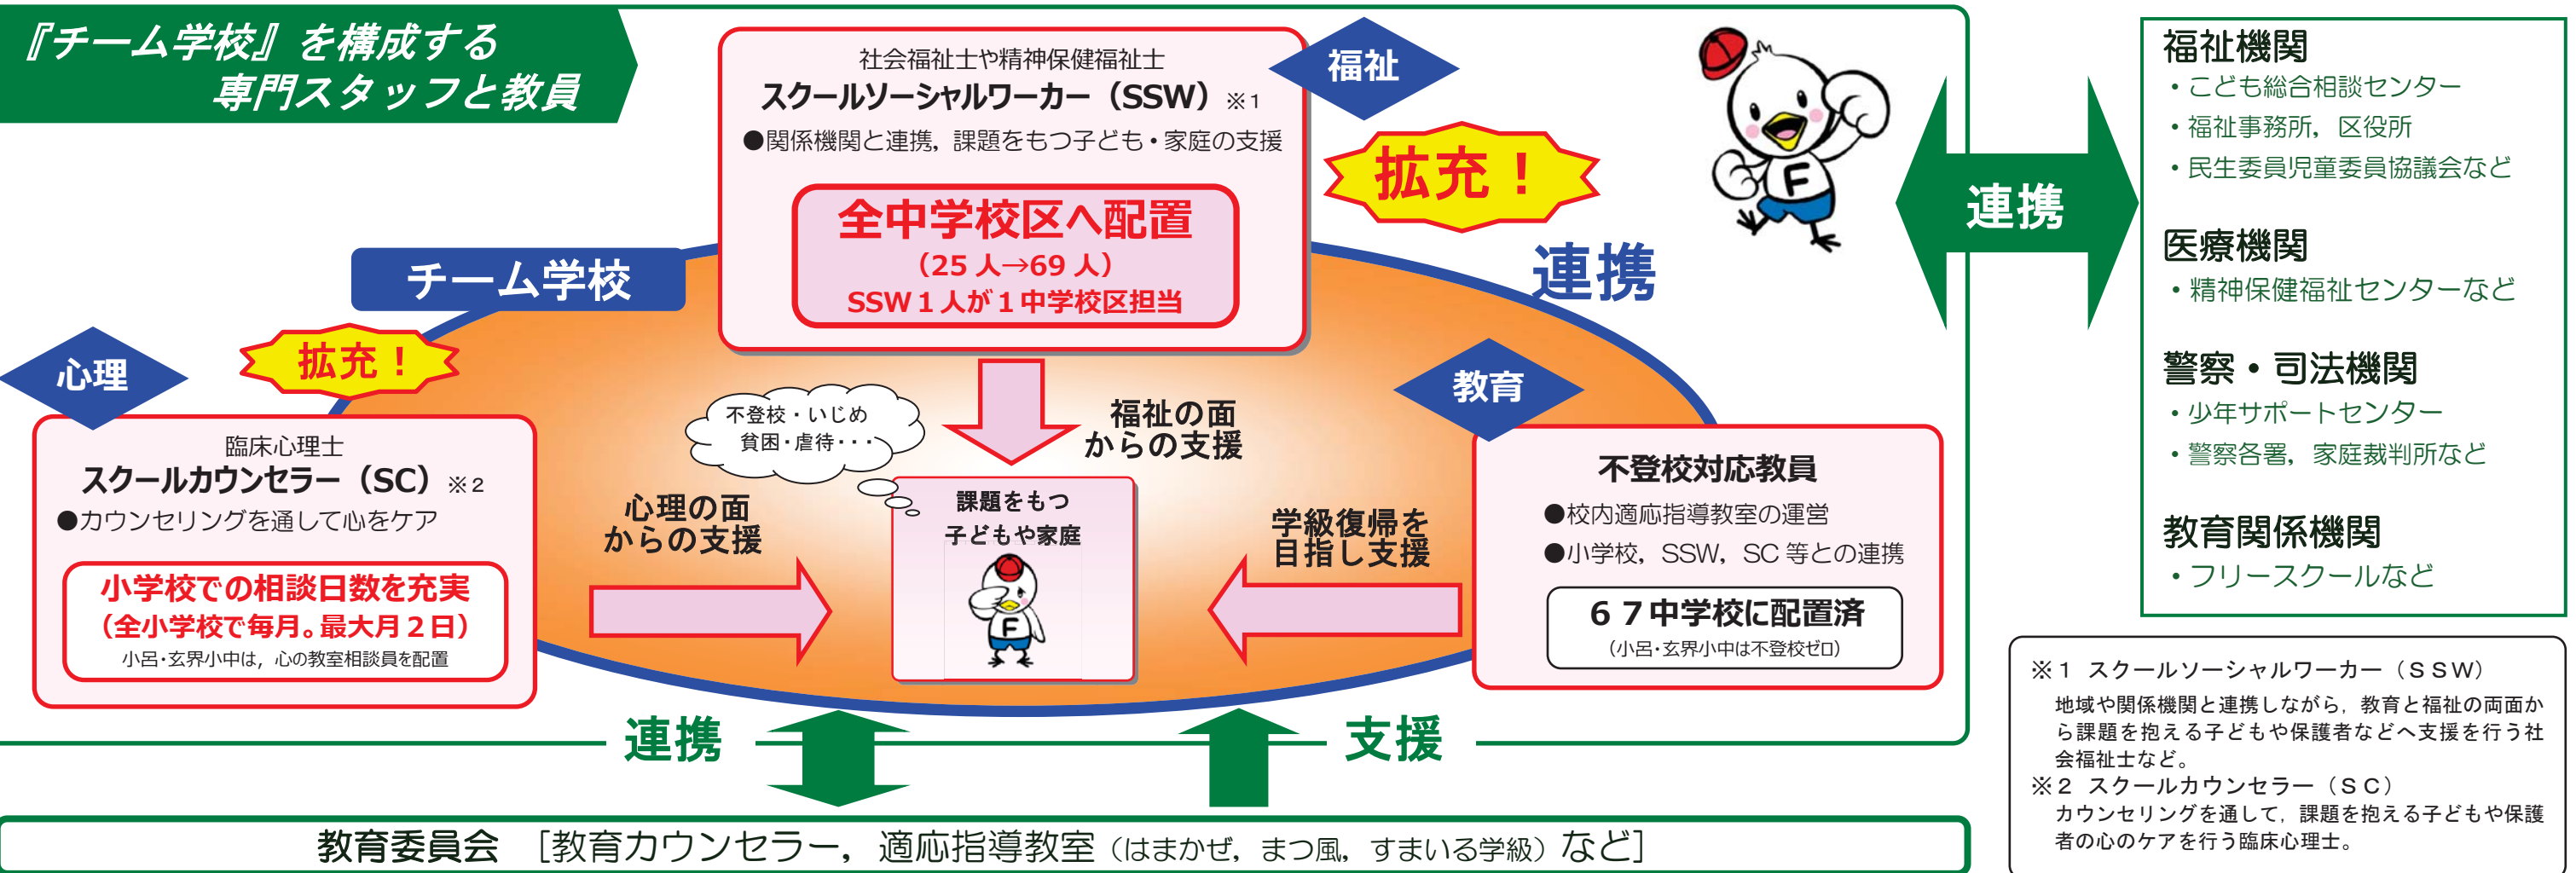 『チーム学校』を構成する
専門スタッフと教員
社会福祉士や精神保健福祉士
スクールソーシャルワーカー（SSW）※1
●関係機関と連携，課題をもつ子ども・家庭の支援
全中学校区へ配置
（25 人→69 人）
SSW１人が１中学校区担当
福祉
拡充！
連携
チーム学校
心理
拡充！
臨床心理士
スクールカウンセラー（SC）※２
●カウンセリングを通して心をケア
小学校での相談日数を充実
（全小学校で毎月。最大月２日）
小呂・玄界小中は，心の教室相談員を配置
不登校・いじめ
貧困・虐待・・・
福祉の面
からの支援
心理の面
からの支援
課題をもつ
子どもや家庭
F
学級復帰を
目指し支援
教育
不登校対応教員
●校内適応指導教室の運営
●小学校，SSW，SC 等との連携
６７中学校に配置済
（小呂・玄界小中は不登校ゼロ）
F
連携
福祉機関
・こども総合相談センター
・福祉事務所，区役所
・民生委員児童委員協議会など
医療機関
・精神保健福祉センターなど
警察・司法機関
・少年サポートセンター
・警察各署，家庭裁判所など
教育関係機関
・フリースクールなど
連携
支援
教育委員会　［教育カウンセラー，適応指導教室（はまかぜ，まつ風，すまいる学級）など］
※１ スクールソーシャルワーカー（ＳＳＷ）
地域や関係機関と連携しながら，教育と福祉の両面か
ら課題を抱える子どもや保護者などへ支援を行う社
会福祉士など。
※２ スクールカウンセラー（ＳＣ）
カウンセリングを通して，課題を抱える子どもや保護
者の心のケアを行う臨床心理士。